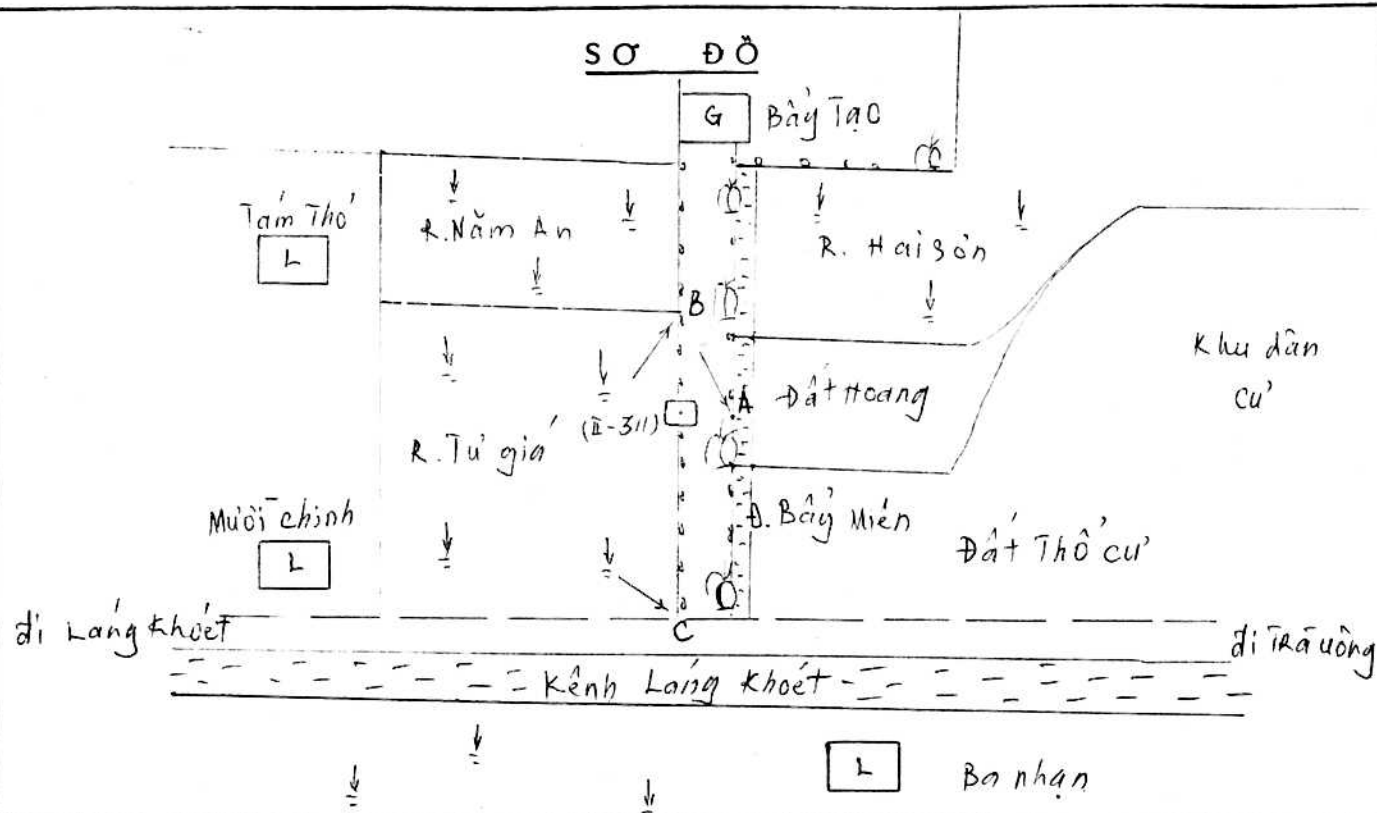 SƠ ĐỒ
G Bảy Tạo
Tám Thơ
L
R. Năm An
R. Hai Sơn
B
Khu dân
cư
A
Đất Hoang
(II-311)
R. Tư giá
Mười chinh
L
Đ. Bảy Miên
Đất Thổ cư
đi Láng Khoét
C
đi Trà uông
Kênh Láng Khoét
L
Ba nhạn